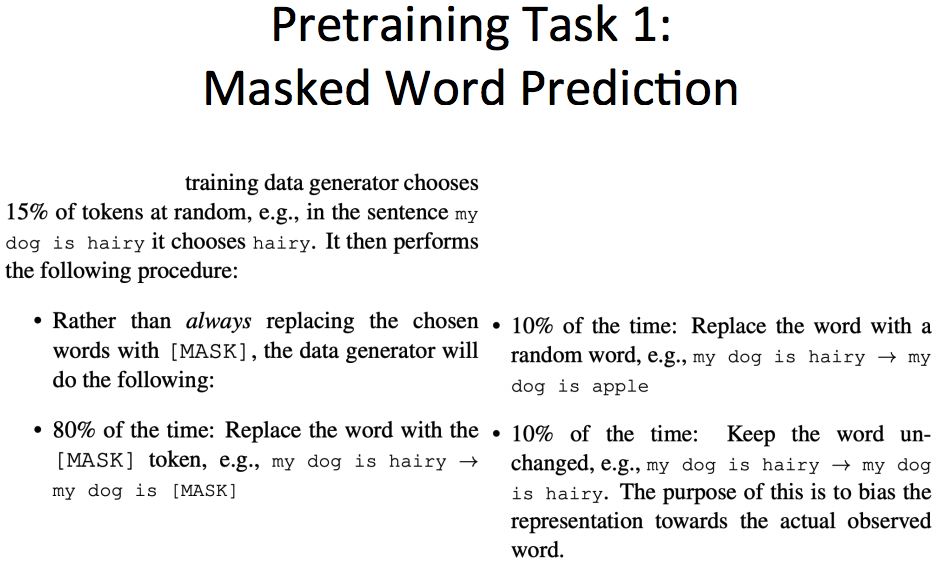 Pretraining Task 1:
Masked Word Prediction
training data generator chooses
15% of tokens at random, e.g., in the sentence my
dog is hairy it chooses hairy. It then performs
the following procedure:
• Rather than always replacing the chosen
words with [MASK], the data generator will
do the following:
• 80% of the time: Replace the word with the
[MASK] token, e.g., my dog is hairy →
my dog is [MASK]
• 10% of the time: Replace the word with a
random word, e.g., my dog is hairy → my
dog is apple
• 10% of the time: Keep the word un-
changed, e.g., my dog is hairy → my dog
is hairy. The purpose of this is to bias the
representation towards the actual observed
word.